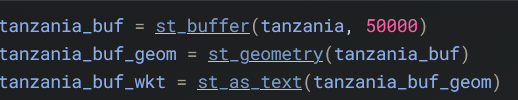 tanzania_buf = st_buffer(tanzania, 50000)
tanzania_buf_geom = st_geometry(tanzania_buf)
tanzania_buf_wkt = st_as_text(tanzania_buf_geom)